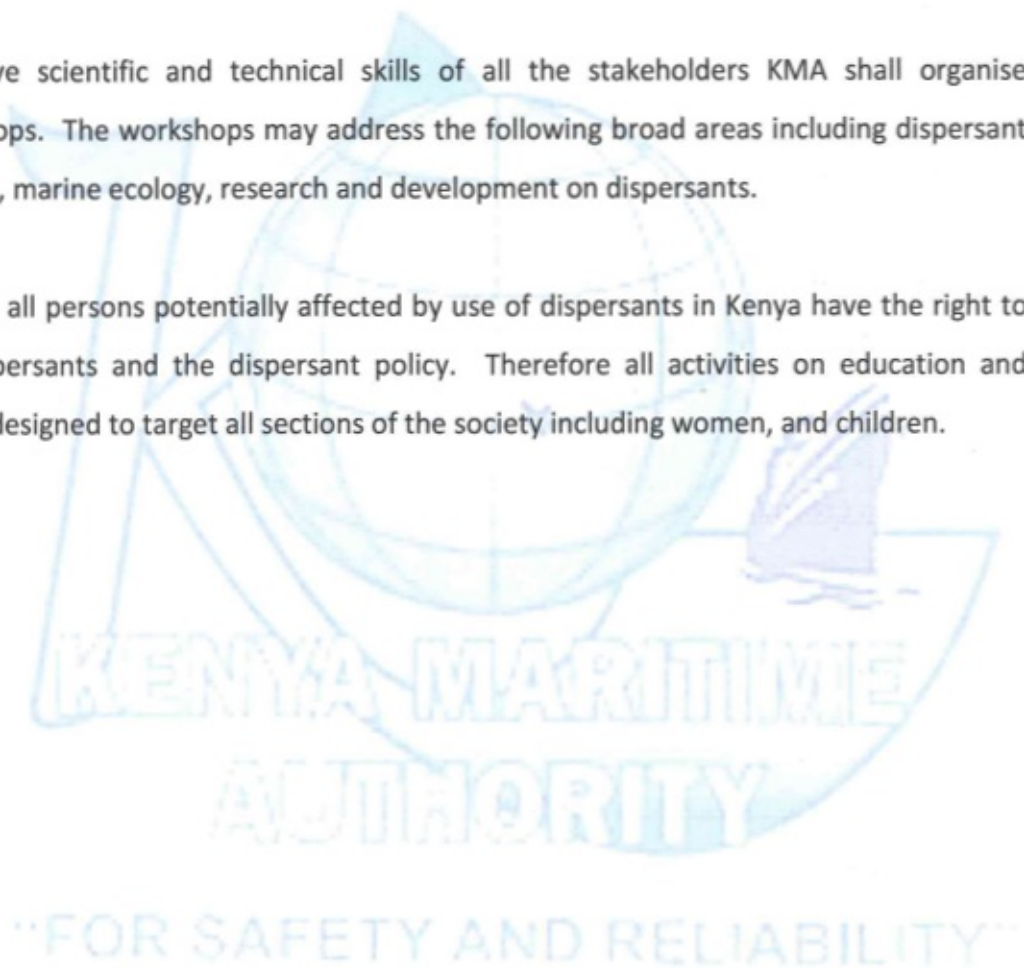 ve scientific and technical skills of all the stakeholders KMA shall organise
ops. The workshops may address the following broad areas including dispersant
, marine ecology, research and development on dispersants.
all persons potentially affected by use of dispersants in Kenya have the right to
persants and the dispersant policy. Therefore all activities on education and
designed to target all sections of the society including women, and children.
KENYA MARITIME
AUTHORITY
"FOR SAFETY AND RELIABILITY"